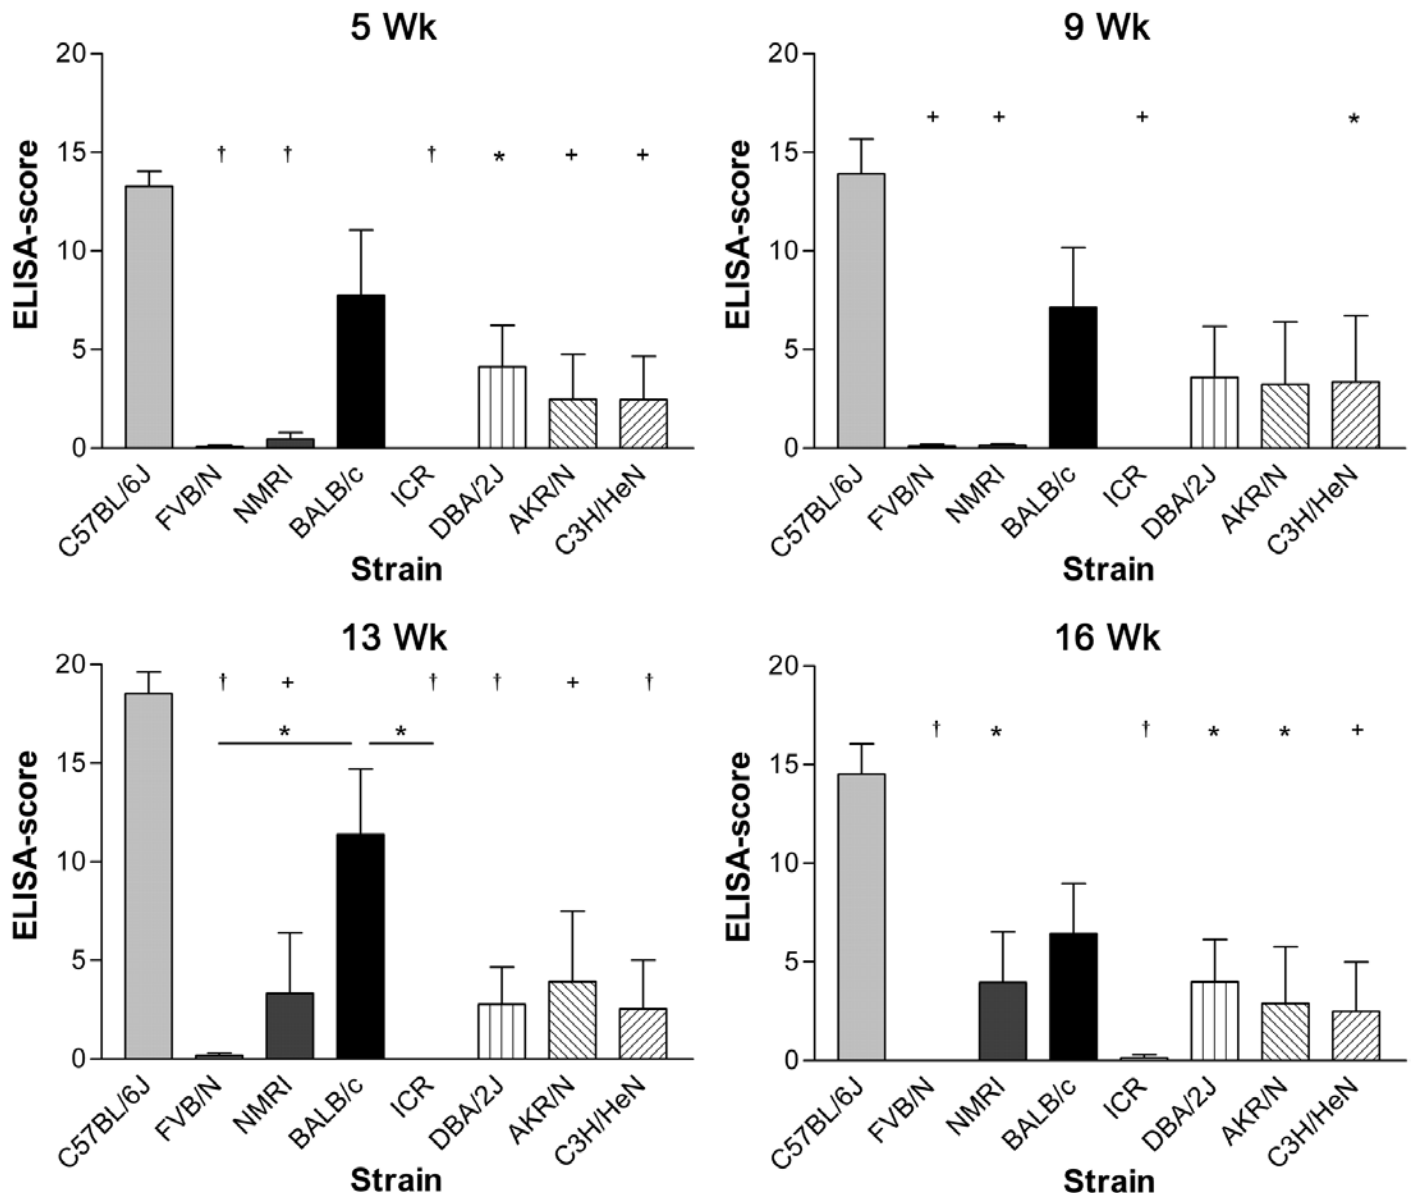 5 Wk
20
15
10
5
0
ELISA-score
† † † * + +
C57BL/6J
FVB/N
NMRI
BALB/c
ICR
DBA/2J
AKR/N
C3H/HeN
Strain
9 Wk
20
15
10
5
0
ELISA-score
+ + + *
C57BL/6J
FVB/N
NMRI
BALB/c
ICR
DBA/2J
AKR/N
C3H/HeN
Strain
13 Wk
20
15
10
5
0
ELISA-score
† + † † + †
* *
C57BL/6J
FVB/N
NMRI
BALB/c
ICR
DBA/2J
AKR/N
C3H/HeN
Strain
16 Wk
20
15
10
5
0
ELISA-score
† * † * * +
C57BL/6J
FVB/N
NMRI
BALB/c
ICR
DBA/2J
AKR/N
C3H/HeN
Strain